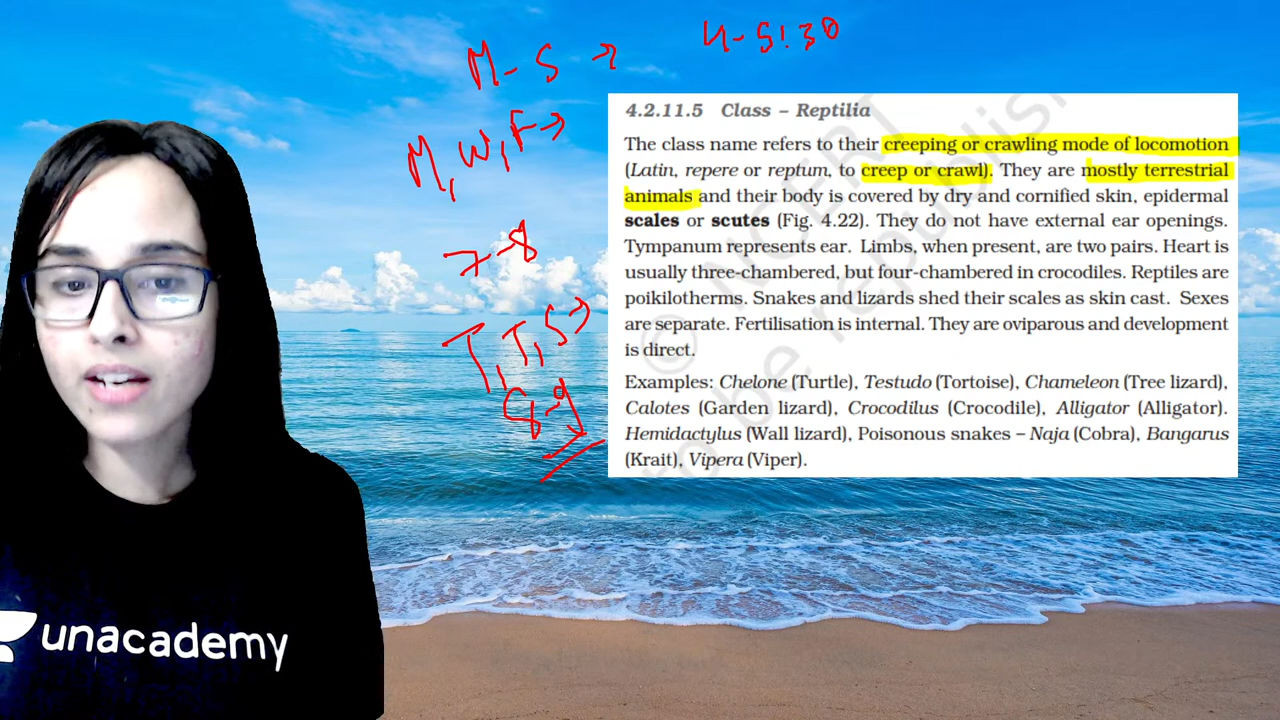 M - S → 4 - 5:30
M, W, F →
7-8
T, T, S →
8-9
4.2.11.5 Class – Reptilia
The class name refers to their creeping or crawling mode of locomotion
(Latin, repere or reptum, to creep or crawl). They are mostly terrestrial
animals and their body is covered by dry and cornified skin, epidermal
scales or scutes (Fig. 4.22). They do not have external ear openings.
Tympanum represents ear. Limbs, when present, are two pairs. Heart is
usually three-chambered, but four-chambered in crocodiles. Reptiles are
poikilotherms. Snakes and lizards shed their scales as skin cast. Sexes
are separate. Fertilisation is internal. They are oviparous and development
is direct.
Examples: Chelone (Turtle), Testudo (Tortoise), Chameleon (Tree lizard),
Calotes (Garden lizard), Crocodilus (Crocodile), Alligator (Alligator).
Hemidactylus (Wall lizard), Poisonous snakes – Naja (Cobra), Bangarus
(Krait), Vipera (Viper).
© NCERT
to be republis
unacademy